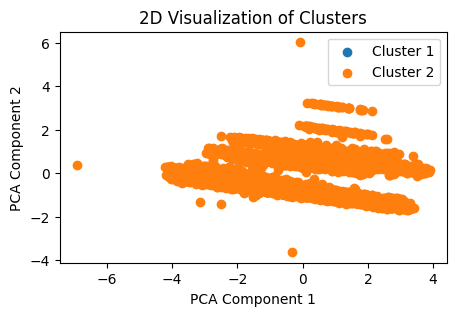 2D Visualization of Clusters
Cluster 1
Cluster 2
PCA Component 2
6
4
2
0
−2
−4
−6 −4 −2 0 2 4
PCA Component 1